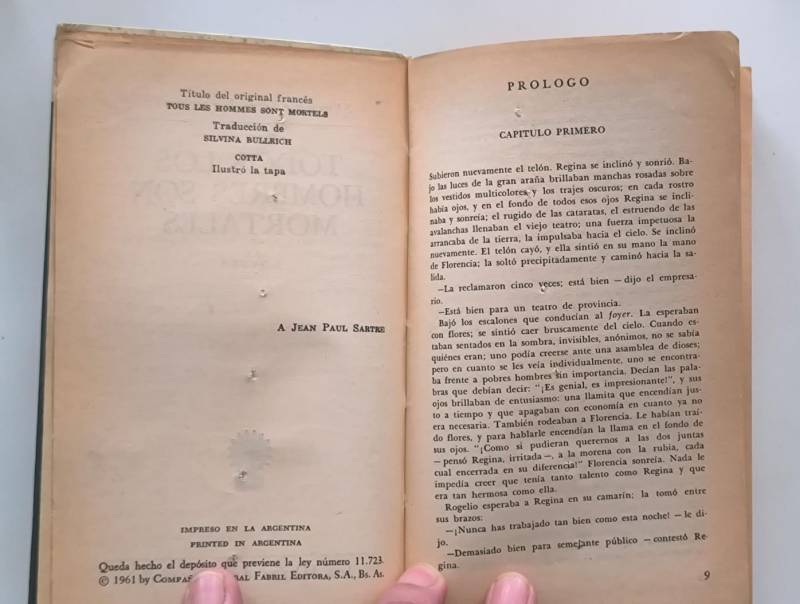 Título del original francés
TOUS LES HOMMES SONT MORTELS
Traducción de
SILVINA BULLRICH
COTTA
Ilustró la tapa
A JEAN PAUL SARTRE
IMPRESO EN LA ARGENTINA
PRINTED IN ARGENTINA
Queda hecho el depósito que previene la ley número 11.723.
© 1961 by FABRIL EDITORA, S.A., Bs. As.
PROLOGO
CAPITULO PRIMERO
Subieron nuevamente el telón. Regina se inclinó y sonrió. Ba-
jo las luces de la gran araña brillaban manchas rosadas sobre
los vestidos multicolores y los trajes oscuros; en cada rostro
había ojos, y en el fondo de todos esos ojos Regina se incli-
naba y sonreía; el rugido de las cataratas, el estruendo de las
avalanchas llenaban el viejo teatro; una fuerza impetuosa la
arrancaba de la tierra, la impulsaba hacia el cielo. Se inclinó
nuevamente. El telón cayó, y ella sintió en su mano la mano
de Florencia; la soltó precipitadamente y caminó hacia la sa-
lida.
—La reclamaron cinco veces; está bien —dijo el empresa-
rio.
—Está bien para un teatro de provincia.
Bajó los escalones que conducían al foyer. La esperaban
con flores; se sintió caer bruscamente del cielo. Cuando es-
taban sentados en la sombra, invisibles, anónimos, no se sabía
quiénes eran; uno podía creerse ante una asamblea de dioses;
pero en cuanto se les veía individualmente, uno se encontra-
ba frente a pobres hombres sin importancia. Decían las pala-
bras que debían decir: "¡Es genial, es impresionante!", y sus
ojos brillaban de entusiasmo: una llamita que encendían jus-
to a tiempo y que apagaban con economía en cuanto ya no
era necesaria. También rodeaban a Florencia. Le habían traí-
do flores, y para hablarle encendían la llama en el fondo de
sus ojos. "¡Como si pudieran querernos a las dos juntas
—pensó Regina, irritada—, a la morena con la rubia, cada
cual encerrada en su diferencia!" Florencia sonreía. Nada le
impedía creer que tenía tanto talento como Regina y que
era tan hermosa como ella.
Rogelio esperaba a Regina en su camarín; la tomó entre
sus brazos:
—¡Nunca has trabajado tan bien como esta noche! —le di-
jo.
—Demasiado bien para semejante público —contestó Re-
gina.
9